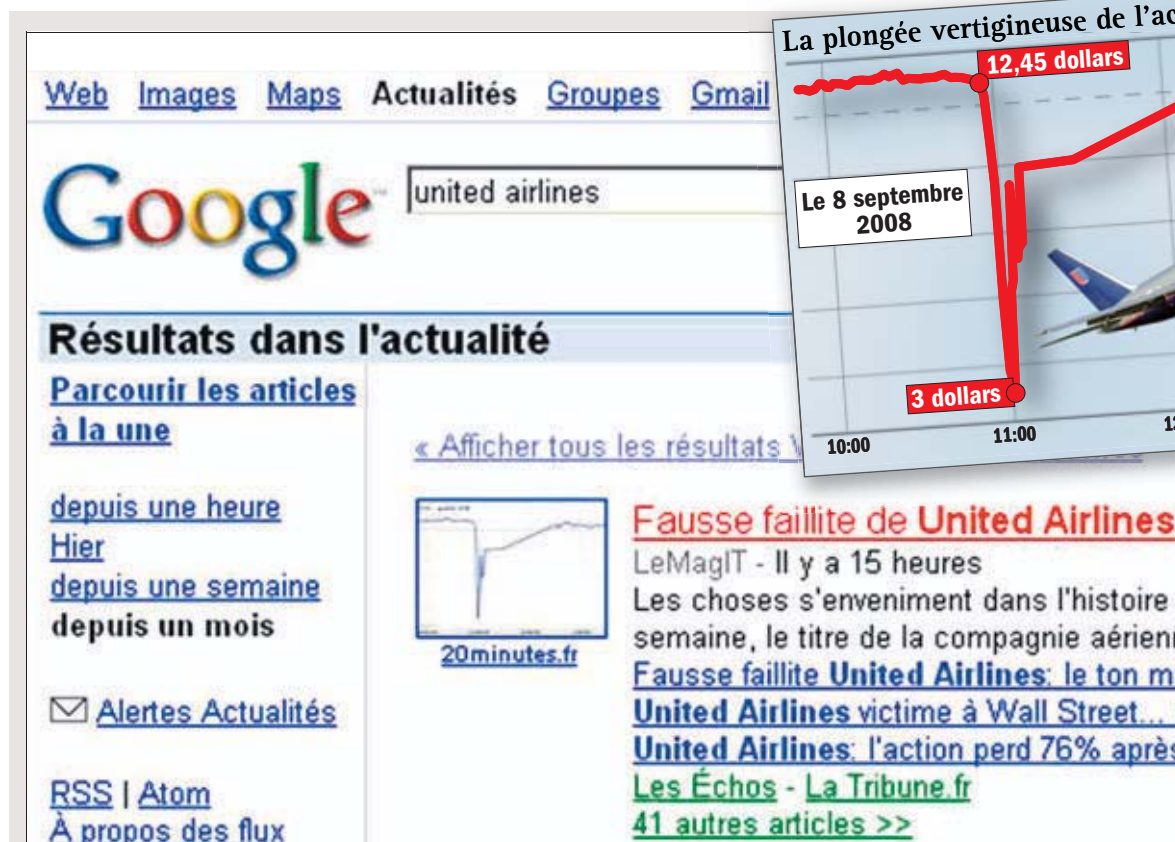 La plongée vertigineuse de l'ac
12,45 dollars
Le 8 septembre
2008
3 dollars
10:00
11:00
Web Images Maps Actualités Groupes Gmail
Google
united airlines
Résultats dans l'actualité
Parcourir les articles
à la une
depuis une heure
Hier
depuis une semaine
depuis un mois
Alertes Actualités
RSS | Atom
À propos des flux
« Afficher tous les résultats
20minutes.fr
Fausse faillite de United Airlines
LeMagIT - Il y a 15 heures
Les choses s'enveniment dans l'histoire
semaine, le titre de la compagnie aérienn
Fausse faillite United Airlines: le ton m
United Airlines victime à Wall Street...
United Airlines: l'action perd 76% après
Les Échos - La Tribune.fr
41 autres articles >>